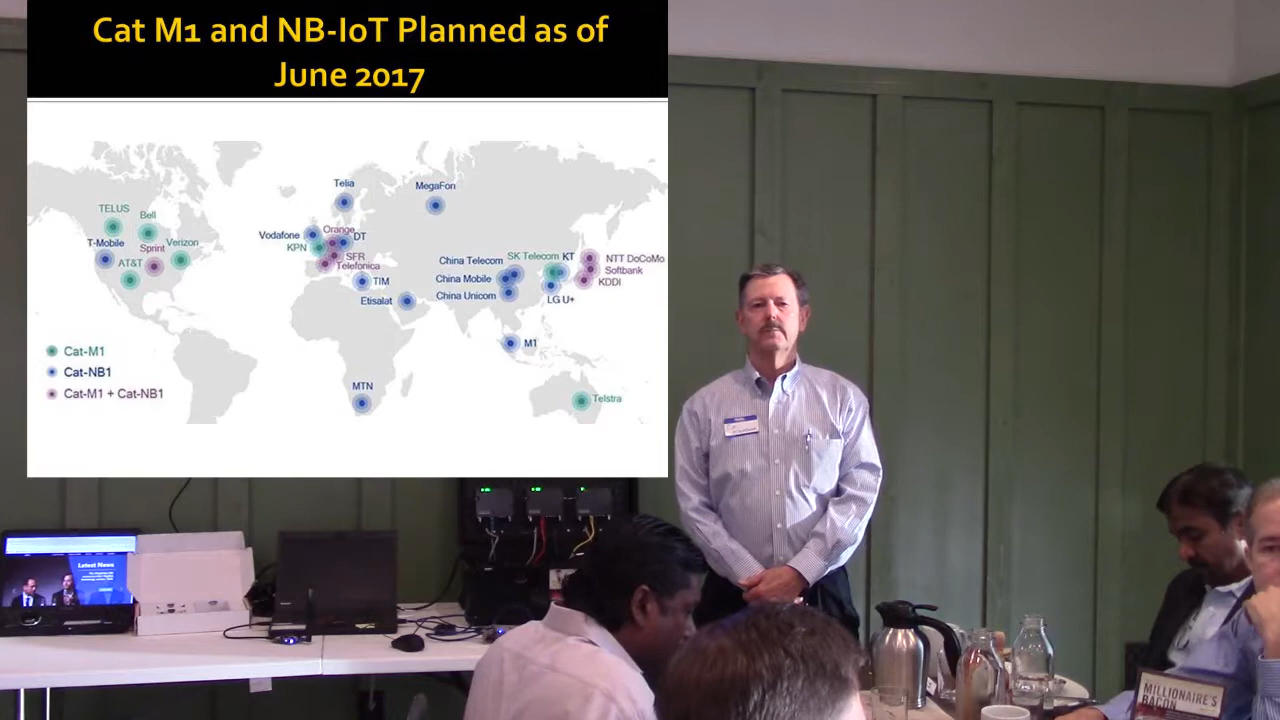 Cat M1 and NB-IoT Planned as of
June 2017
Telia
MegaFon
TELUS
Bell
Vodafone
Orange
DT
T-Mobile
Sprint
Verizon
KPN
SFR
Telefonica
AT&T
China Telecom
SK Telecom
KT
NTT DoCoMo
Softbank
KDDI
China Mobile
TIM
China Unicom
LG U+
Etisalat
M1
Cat-M1
Cat-NB1
Cat-M1 + Cat-NB1
MTN
Telstra
Latest News
MILLIONAIRE'S
BACON